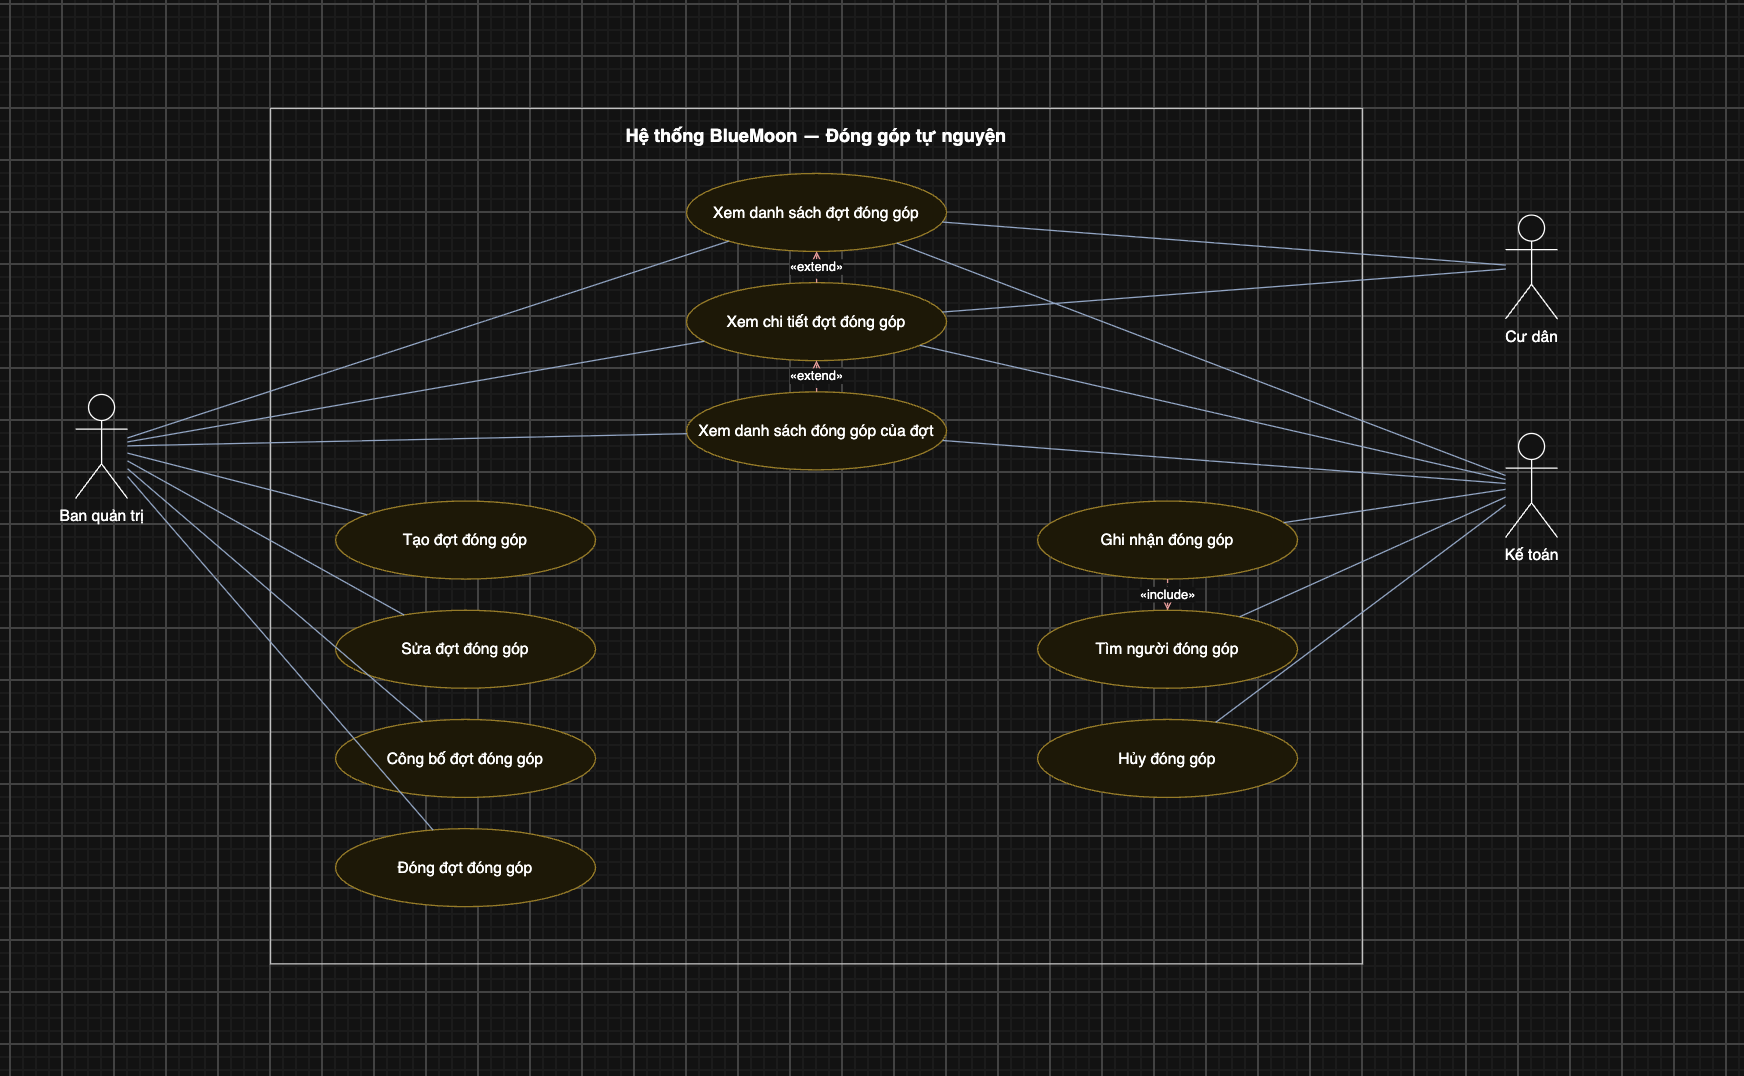 Hệ thống BlueMoon — Đóng góp tự nguyện
Xem danh sách đợt đóng góp
«extend»
Xem chi tiết đợt đóng góp
Cư dân
«extend»
Xem danh sách đóng góp của đợt
Ban quản trị
Tạo đợt đóng góp
Ghi nhận đóng góp
Kế toán
«include»
Sửa đợt đóng góp
Tìm người đóng góp
Công bố đợt đóng góp
Hủy đóng góp
Đóng đợt đóng góp